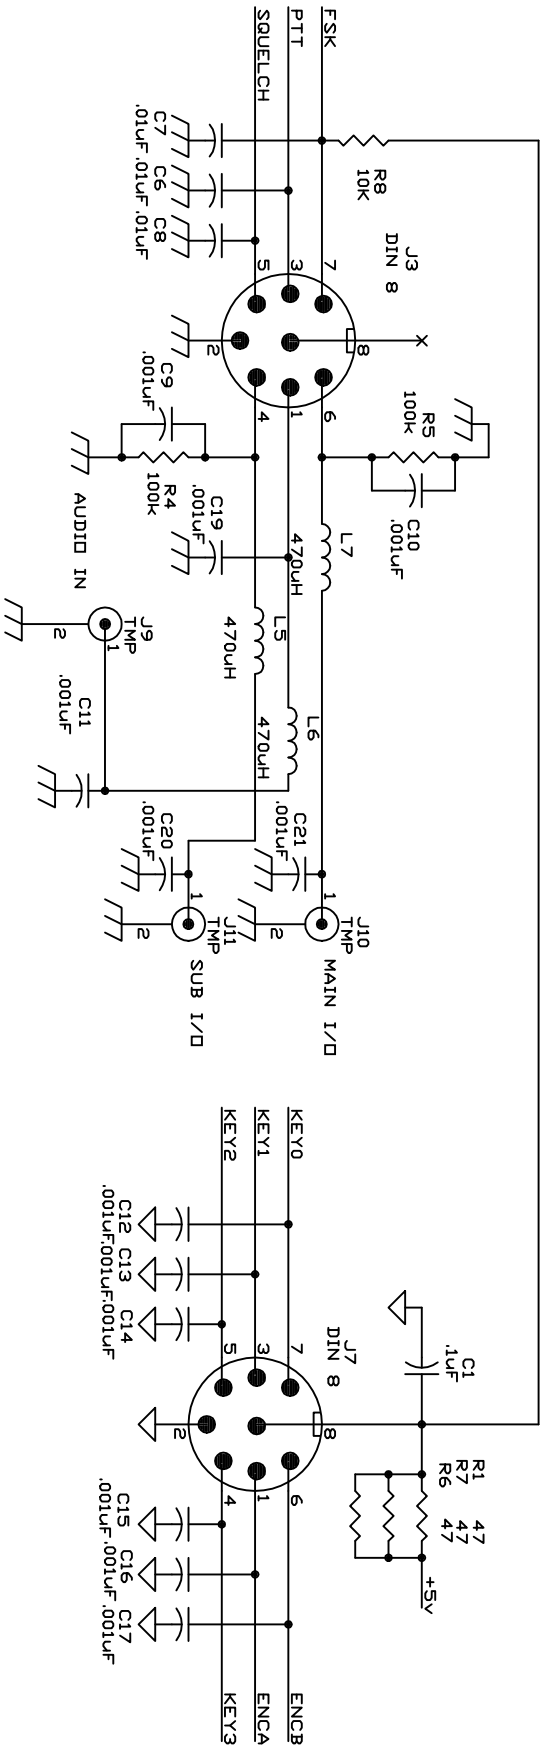 R8
10K
J3
DIN 8
FSK
PTT
SQUELCH
7
3
5
8
2
6
1
4
C7
.01uF
C6
.01uF
C8
.01uF
R5
100k
C10
.001uF
C9
.001uF
R4
100k
C19
.001uF
L7
470uH
L5
470uH
L6
470uH
AUDIO IN
J9
TMP
1
2
C11
.001uF
C21
.001uF
C20
.001uF
J10
TMP
1
2
MAIN I/O
J11
TMP
1
2
SUB I/O
C1
.1uF
R1 47
R7 47
R6 47
+5v
J7
DIN 8
KEY0
KEY1
KEY2
7
3
5
8
2
6
1
4
C12
.001uF
C13
.001uF
C14
.001uF
C15
.001uF
C16
.001uF
C17
.001uF
ENCB
ENCA
KEY3